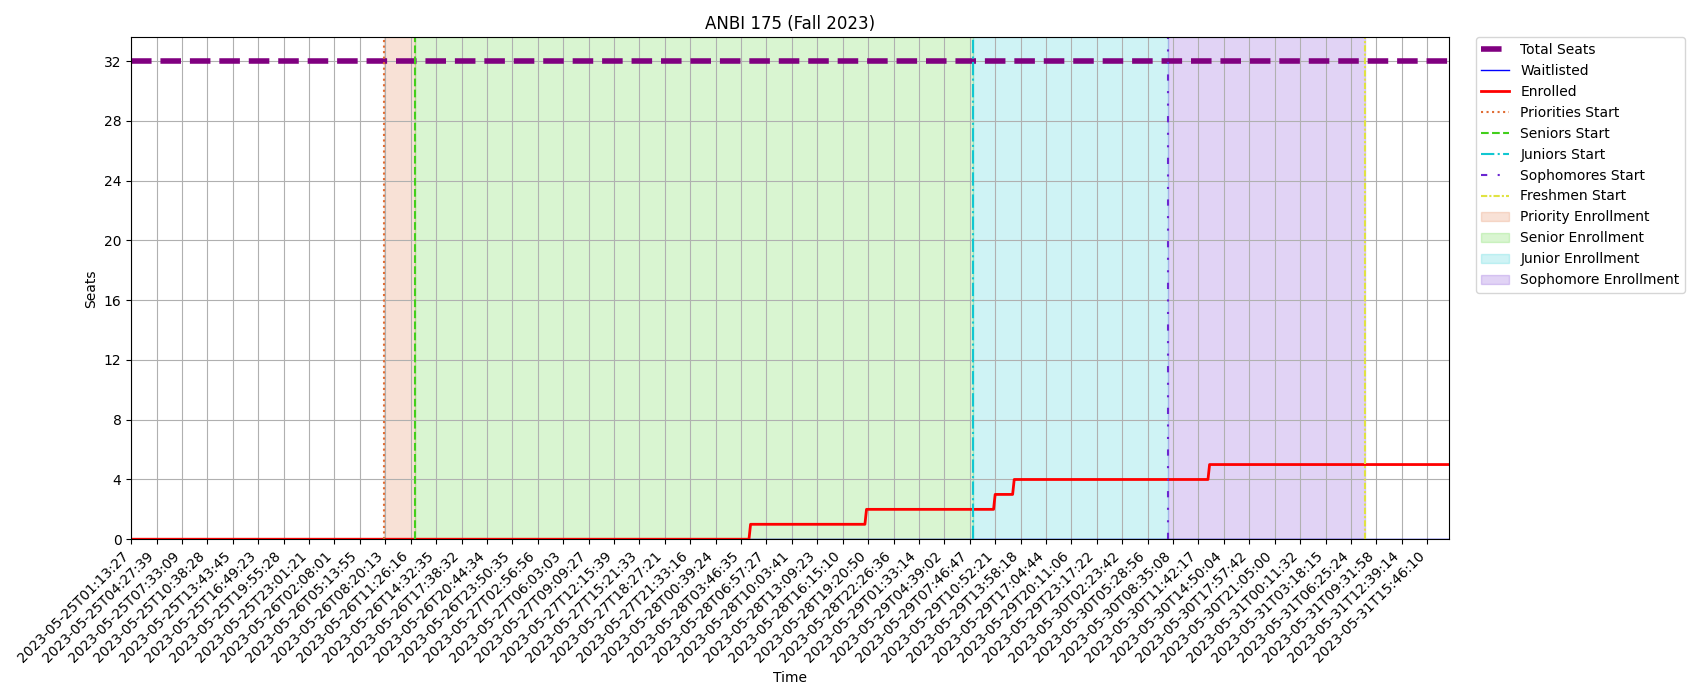 ANBI 175 (Fall 2023)
Total Seats
Waitlisted
Enrolled
Priorities Start
Seniors Start
Juniors Start
Sophomores Start
Freshmen Start
Priority Enrollment
Senior Enrollment
Junior Enrollment
Sophomore Enrollment
Seats
32
28
24
20
16
12
8
4
0
2023-05-25T01:13:27
2023-05-25T04:27:39
2023-05-25T07:33:09
2023-05-25T10:38:28
2023-05-25T13:43:45
2023-05-25T16:49:23
2023-05-25T19:55:28
2023-05-25T23:01:21
2023-05-26T02:08:01
2023-05-26T05:13:55
2023-05-26T08:20:13
2023-05-26T11:26:16
2023-05-26T14:32:35
2023-05-26T17:38:32
2023-05-26T20:44:34
2023-05-26T23:50:35
2023-05-27T02:56:56
2023-05-27T06:03:03
2023-05-27T09:09:27
2023-05-27T12:15:39
2023-05-27T15:21:33
2023-05-27T18:27:21
2023-05-27T21:33:16
2023-05-28T00:39:24
2023-05-28T03:46:35
2023-05-28T06:57:27
2023-05-28T10:03:41
2023-05-28T13:09:23
2023-05-28T16:15:10
2023-05-28T19:20:50
2023-05-28T22:26:36
2023-05-29T01:33:14
2023-05-29T04:39:02
2023-05-29T07:46:47
2023-05-29T10:52:21
2023-05-29T13:58:18
2023-05-29T17:04:44
2023-05-29T20:11:06
2023-05-29T23:17:22
2023-05-30T02:23:42
2023-05-30T05:28:56
2023-05-30T08:35:08
2023-05-30T11:42:17
2023-05-30T14:50:04
2023-05-30T17:57:42
2023-05-30T21:05:00
2023-05-31T00:11:32
2023-05-31T03:18:15
2023-05-31T06:25:24
2023-05-31T09:31:58
2023-05-31T12:39:14
2023-05-31T15:46:10
Time